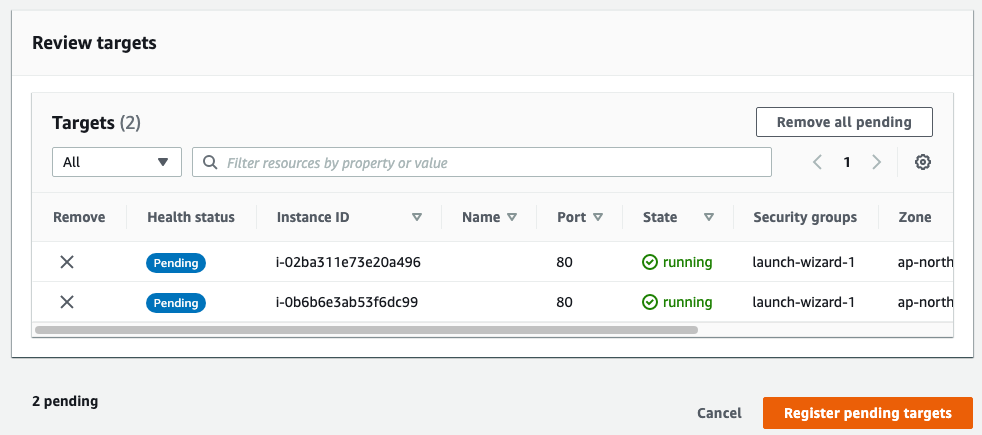 Review targets
Targets (2)
Remove all pending
All
Filter resources by property or value
1
Remove Health status Instance ID Name Port State Security groups Zone
Pending i-02ba311e73e20a496 80 running launch-wizard-1 ap-north
Pending i-0b6b6e3ab53f6dc99 80 running launch-wizard-1 ap-north
2 pending
Cancel
Register pending targets